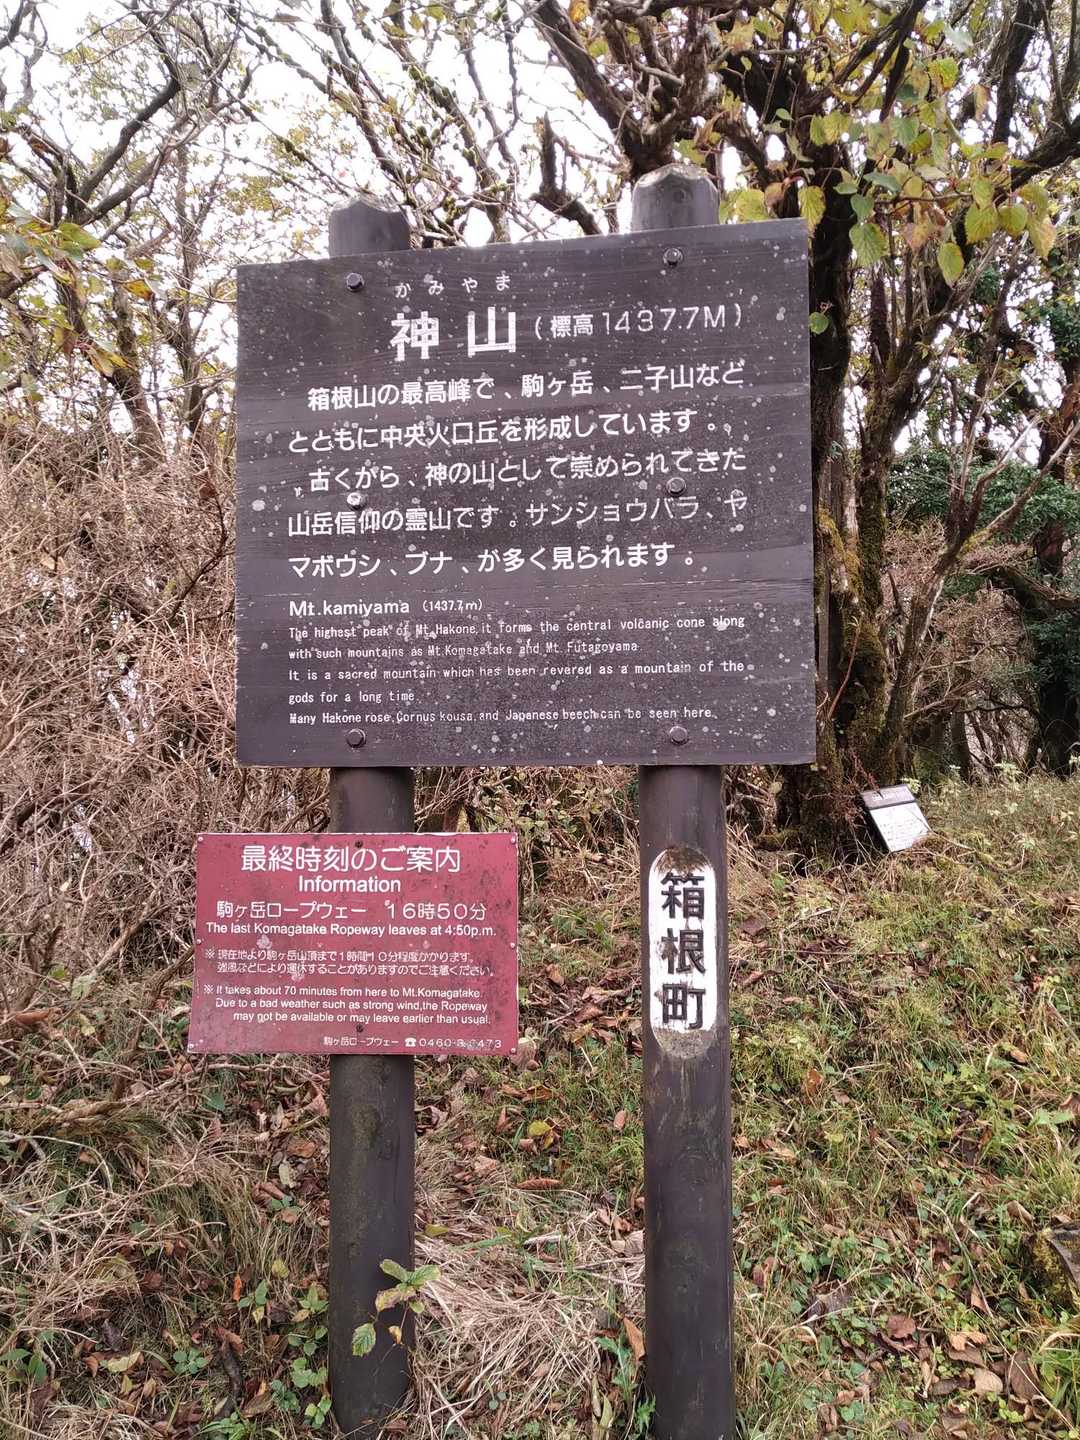 かみやま
神山（標高1437.7M）
箱根山の最高峰で、駒ヶ岳、二子山など
とともに中央火口丘を形成しています。
古くから、神の山として崇められてきた
山岳信仰の霊山です。サンショウバラ、ヤ
マボウシ、ブナ、が多く見られます。
Mt.kamiyama （1437.7m）
The highest peak of Mt.Hakone,it forms the central volcanic cone along
with such mountains as Mt.Komagatake and Mt.Futagoyama.
It is a sacred mountain which has been revered as a mountain of the
gods for a long time.
Many Hakone rose,Cornus kousa,and Japanese beech can be seen here.
最終時刻のご案内
Information
駒ヶ岳ロープウェー 16時50分
The last Komagatake Ropeway leaves at 4:50p.m.
※現在地より駒ヶ岳山頂まで1時間10分程度かかります。
強風などにより運休することがありますのでご注意ください。
※It takes about 70 minutes from here to Mt.Komagatake.
Due to a bad weather such as strong wind,the Ropeway
may not be available or may leave earlier than usual.
駒ヶ岳ロープウェー ☎
箱根町